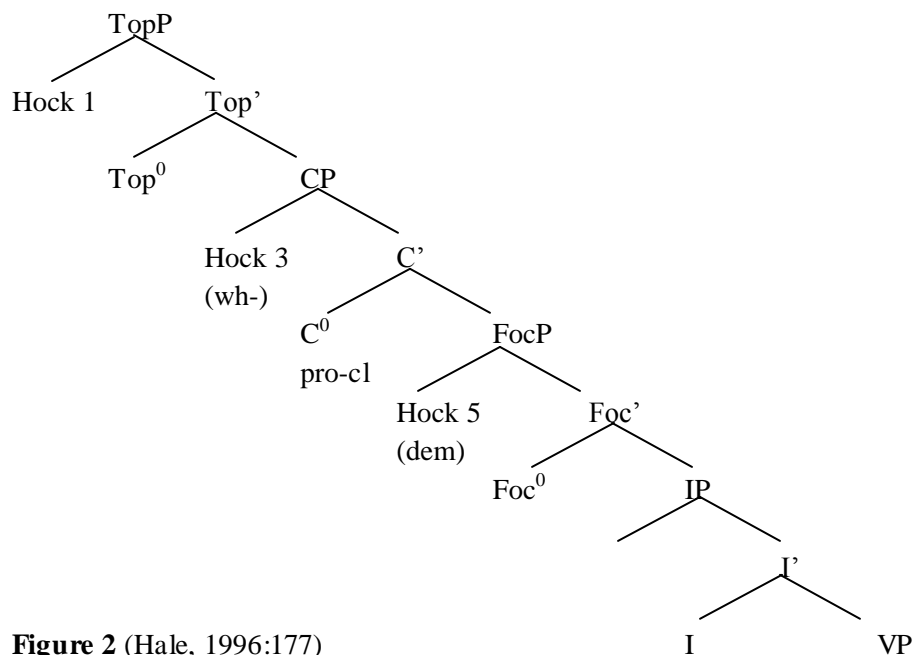 TopP
Hock 1 Top’
Top⁰ CP
Hock 3 C’
(wh-)
C⁰ FocP
pro-cl
Hock 5 Foc’
(dem)
Foc⁰ IP
I’
I VP
Figure 2 (Hale, 1996:177)